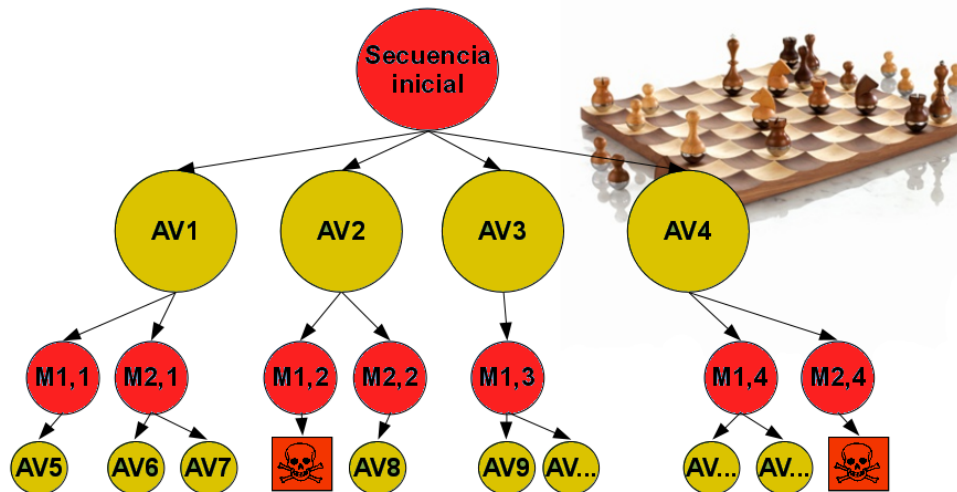 Secuencia
inicial
AV1
AV2
AV3
AV4
M1,1
M2,1
M1,2
M2,2
M1,3
M1,4
M2,4
AV5
AV6
AV7
AV8
AV9
AV...
AV...
AV...